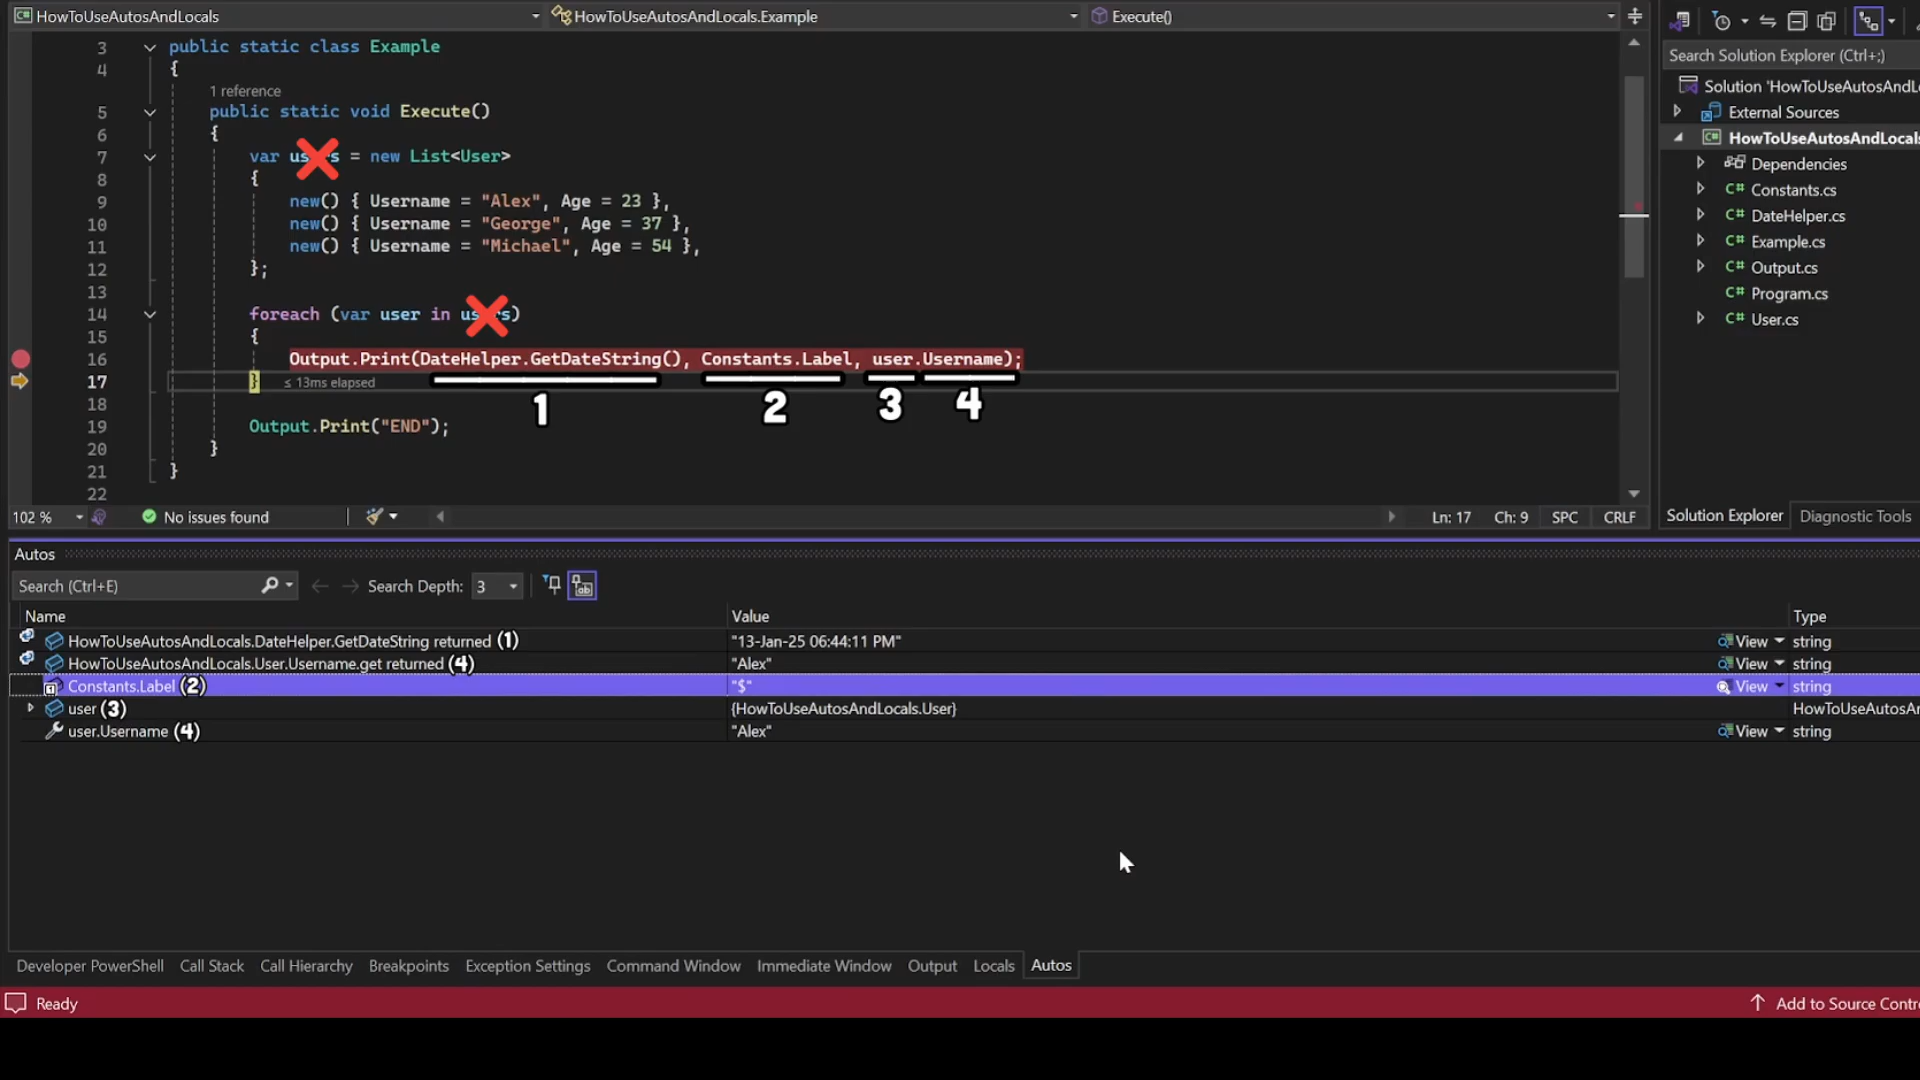 HowToUseAutosAndLocals
HowToUseAutosAndLocals.Example
Execute()
3 public static class Example
4 {
1 reference
5 public static void Execute()
6 {
7 var us s = new List<User>
8 {
9 new() { Username = "Alex", Age = 23 },
10 new() { Username = "George", Age = 37 },
11 new() { Username = "Michael", Age = 54 },
12 };
13
14 foreach (var user in us s)
15 {
16 Output.Print(DateHelper.GetDateString(), Constants.Label, user.Username);
17 } ≤ 13ms elapsed
1 2 3 4
18
19 Output.Print("END");
20 }
21 }
22
102 % No issues found Ln: 17 Ch: 9 SPC CRLF
Search Solution Explorer (Ctrl+;)
Solution 'HowToUseAutosAndLo
External Sources
HowToUseAutosAndLocals
Dependencies
C# Constants.cs
C# DateHelper.cs
C# Example.cs
C# Output.cs
C# Program.cs
C# User.cs
Solution Explorer Diagnostic Tools
Autos
Search (Ctrl+E) Search Depth: 3
Name Value Type
HowToUseAutosAndLocals.DateHelper.GetDateString returned (1) "13-Jan-25 06:44:11 PM" View string
HowToUseAutosAndLocals.User.Username.get returned (4) "Alex" View string
Constants.Label (2) "$" View string
user (3) {HowToUseAutosAndLocals.User} HowToUseAutosAn
user.Username (4) "Alex" View string
Developer PowerShell Call Stack Call Hierarchy Breakpoints Exception Settings Command Window Immediate Window Output Locals Autos
Ready Add to Source Contro